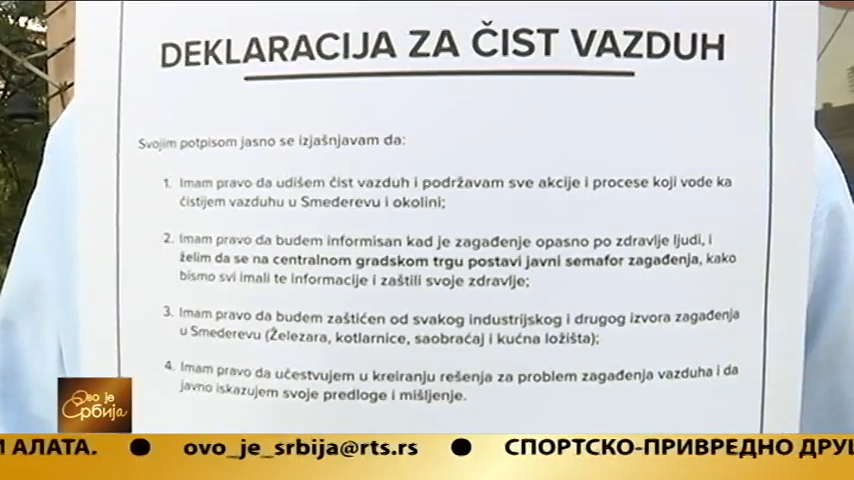 DEKLARACIJA ZA ČIST VAZDUH
Svojim potpisom jasno se izjašnjavam da:
1. Imam pravo da udišem čist vazduh i podržavam sve akcije i procese koji vode ka
čistijem vazduhu u Smederevu i okolini;
2. Imam pravo da budem informisan kad je zagađenje opasno po zdravlje ljudi, i
želim da se na centralnom gradskom trgu postavi javni semafor zagađenja, kako
bismo svi imali te informacije i zaštili svoje zdravlje;
3. Imam pravo da budem zaštićen od svakog industrijskog i drugog izvora zagađenja
u Smederevu (Železara, kotlarnice, saobraćaj i kućna ložišta);
4. Imam pravo da učestvujem u kreiranju rešenja za problem zagađenja vazduha i da
javno iskazujem svoje predloge i mišljenje.
Ово је
Србија
И АЛАТА. ● ovo_je_srbija@rts.rs ● СПОРТСКО-ПРИВРЕДНО ДРУШ